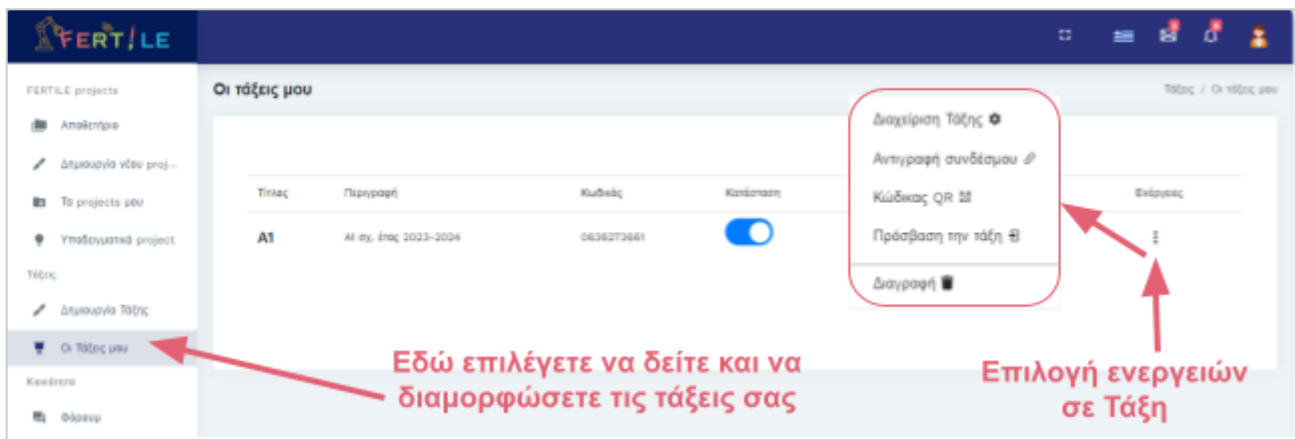 FERTILE
FERTILE projects
Οι τάξεις μου
Τάξεις / Οι τάξεις μου
Αποθετήριο
Διαχείριση Τάξης
Δημιουργία νέου proj...
Αντιγραφή συνδέσμου
Τίτλος Περιγραφή Κωδικός Κατάσταση Ενέργειες
Τα projects μου
Κώδικας QR
Υποδειγματικά project
A1 Α1 σχ. έτος 2023-2024 0636273661
Πρόσβαση την τάξη
Τάξεις
Διαγραφή
Δημιουργία Τάξης
Οι Τάξεις μου
Εδώ επιλέγετε να δείτε και να
διαμορφώσετε τις τάξεις σας
Επιλογή ενεργειών
σε Τάξη
Κοινότητα
Φόρουμ